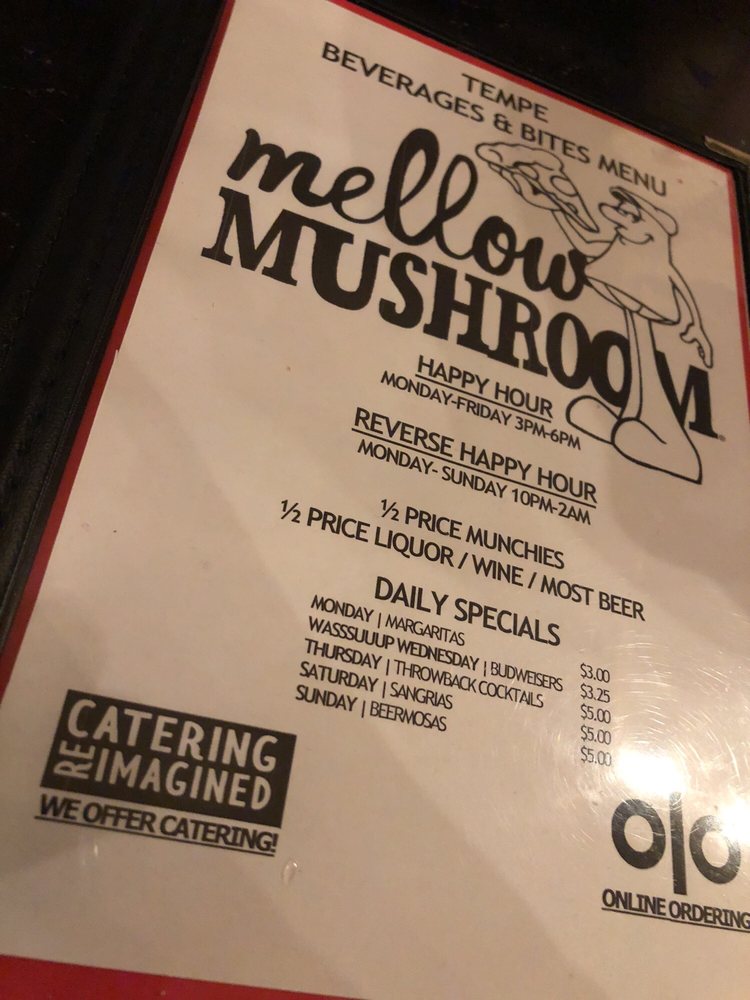 TEMPE
BEVERAGES & BITES MENU
mellow
MUSHROOM
HAPPY HOUR
MONDAY-FRIDAY 3PM-6PM
REVERSE HAPPY HOUR
MONDAY- SUNDAY 10PM-2AM
½ PRICE MUNCHIES
½ PRICE LIQUOR / WINE / MOST BEER
DAILY SPECIALS
MONDAY | MARGARITAS $3.00
WASSSUUUP WEDNESDAY | BUDWEISERS $3.25
THURSDAY | THROWBACK COCKTAILS $5.00
SATURDAY | SANGRIAS $5.00
SUNDAY | BEERMOSAS $5.00
CATERING
REIMAGINED
WE OFFER CATERING!
olo
ONLINE ORDERING